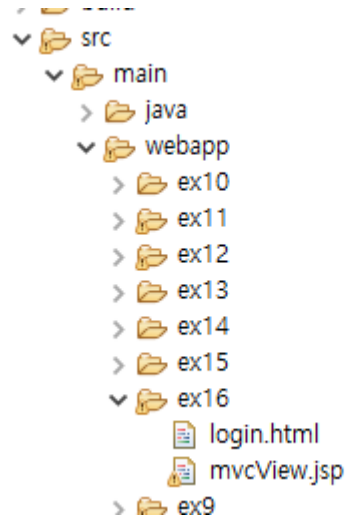 src
main
java
webapp
ex10
ex11
ex12
ex13
ex14
ex15
ex16
login.html
mvcView.jsp
ex9